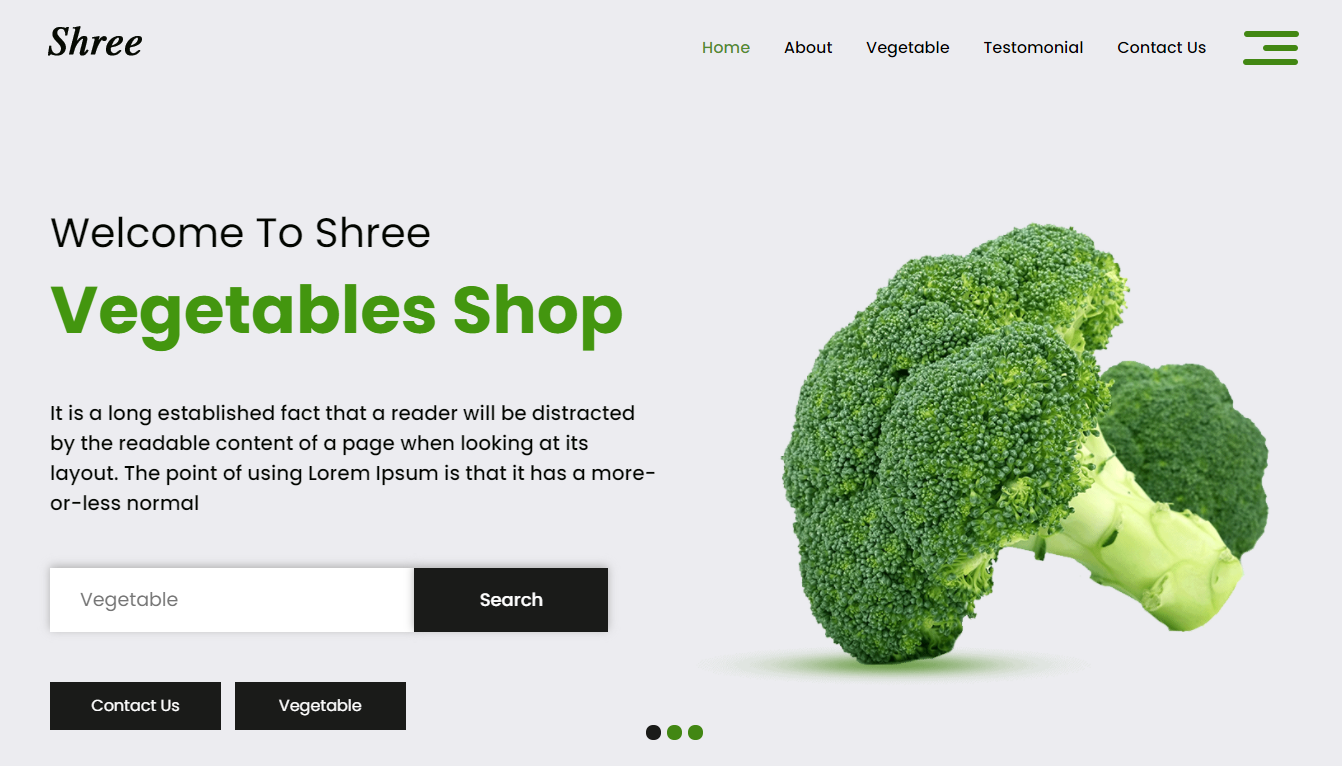 Shree
Home About Vegetable Testomonial Contact Us
Welcome To Shree
Vegetables Shop
It is a long established fact that a reader will be distracted
by the readable content of a page when looking at its
layout. The point of using Lorem Ipsum is that it has a more-
or-less normal
Vegetable Search
Contact Us Vegetable